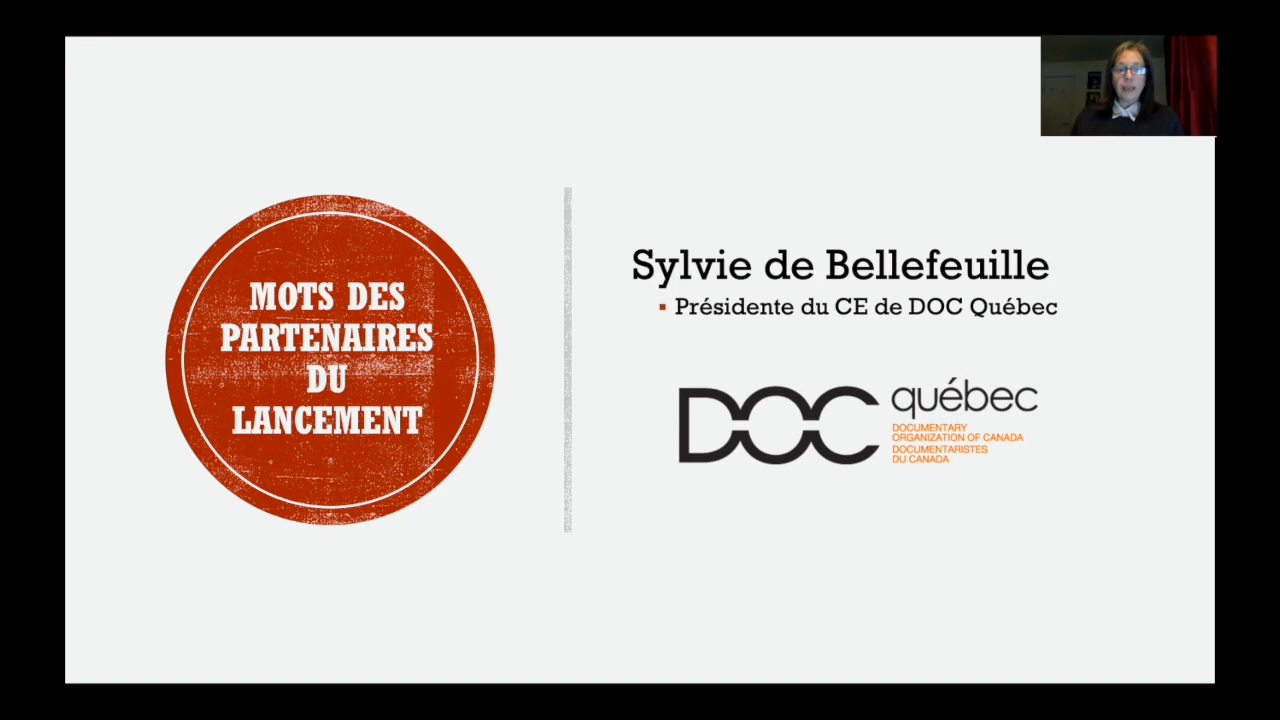 MOTS DES
PARTENAIRES
DU
LANCEMENT
Sylvie de Bellefeuille
▪ Présidente du CE de DOC Québec
DOC québec
DOCUMENTARY
ORGANIZATION OF CANADA
DOCUMENTARISTES
DU CANADA